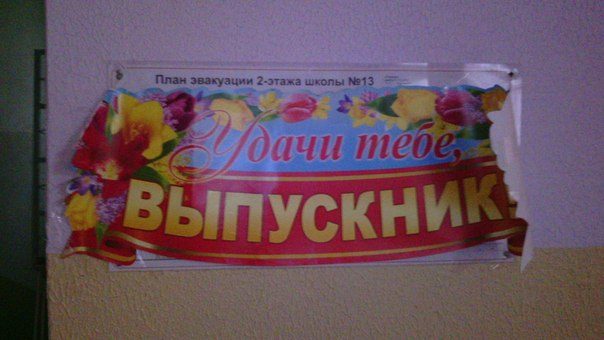 План эвакуации 2-этажа школы №13
Удачи тебе,
ВЫПУСКНИК